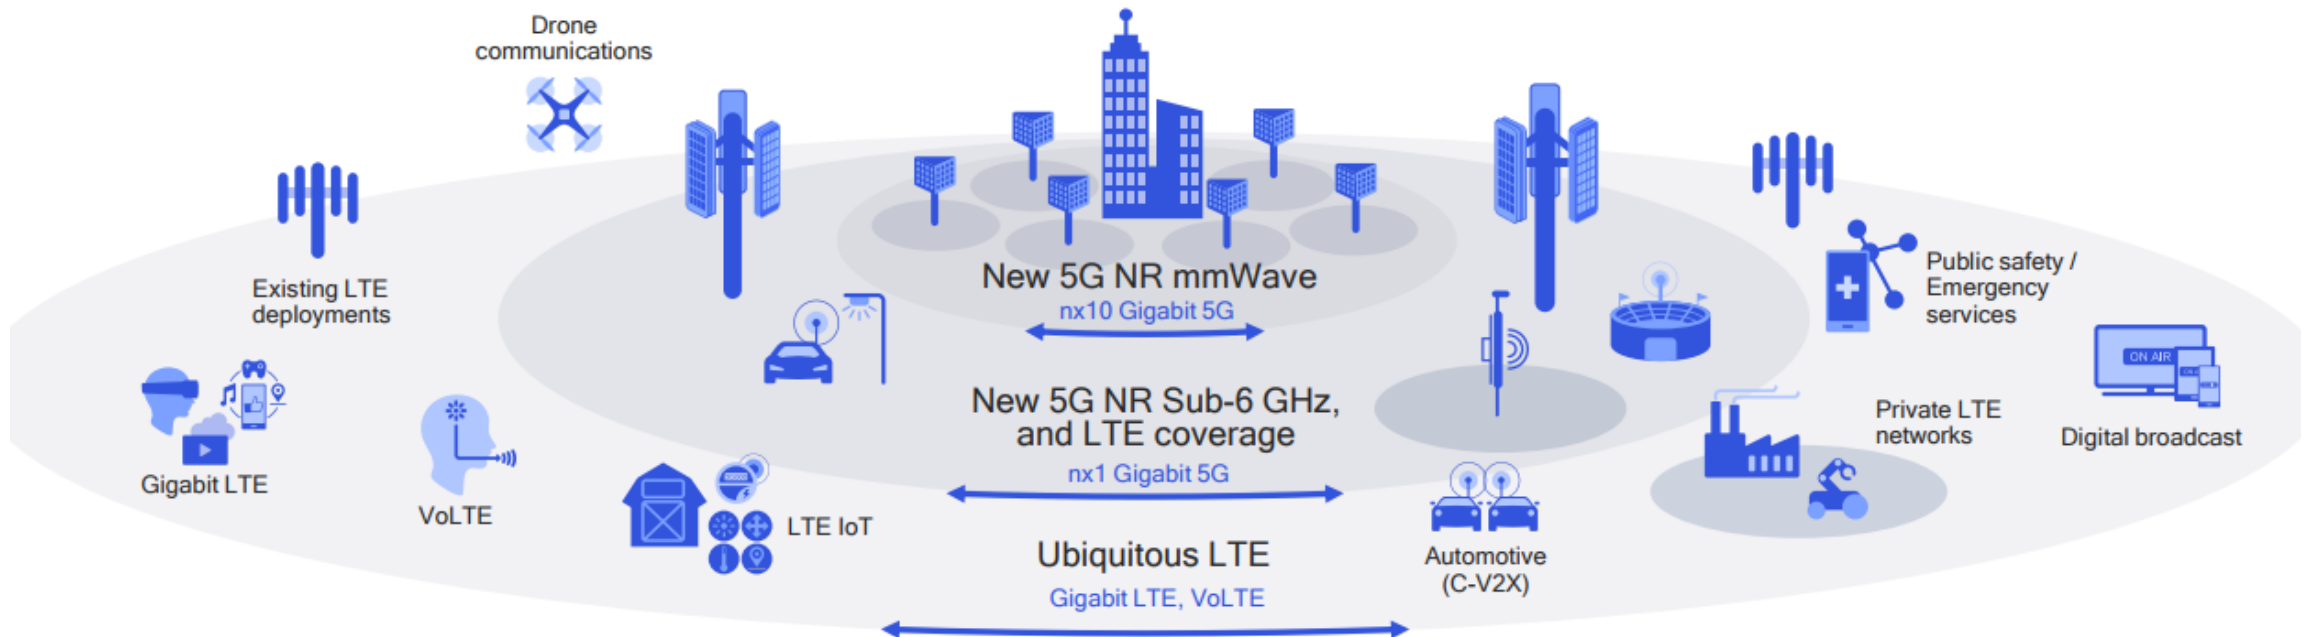 Drone
communications
Existing LTE
deployments
New 5G NR mmWave
nx10 Gigabit 5G
Public safety /
Emergency
services
ON AIR
New 5G NR Sub-6 GHz,
and LTE coverage
nx1 Gigabit 5G
Private LTE
networks
Digital broadcast
Gigabit LTE
VoLTE
LTE IoT
Ubiquitous LTE
Gigabit LTE, VoLTE
Automotive
(C-V2X)